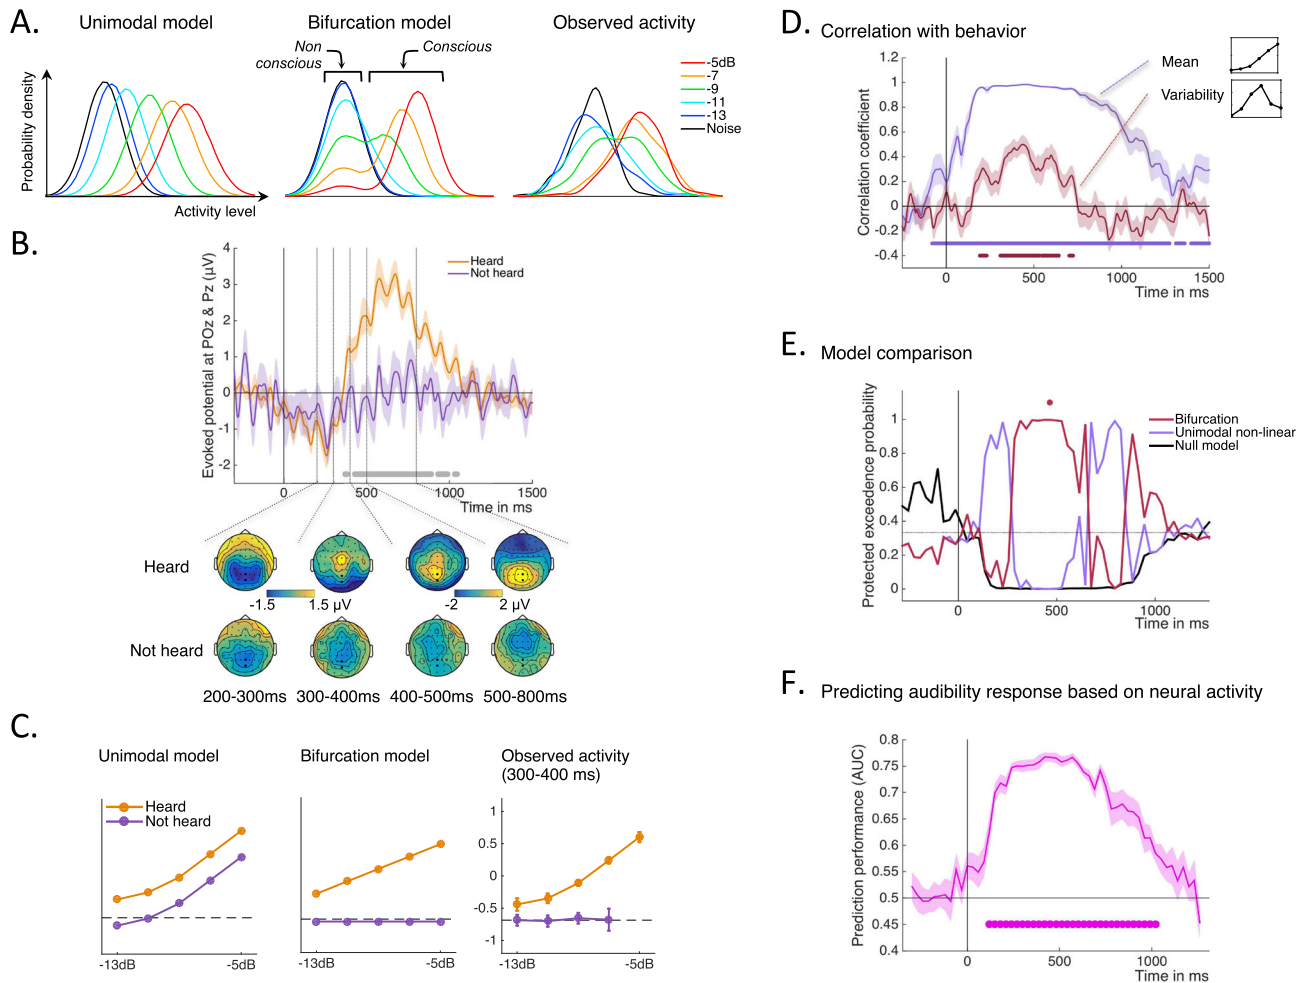 A.
Unimodal model
Bifurcation model
Observed activity
Non
conscious
Conscious
-5dB
-7
-9
-11
-13
Noise
Probability density
Activity level
B.
Evoked potential at POz & Pz (µV)
4
3
2
1
0
-1
-2
Heard
Not heard
0
500
1000
1500
Time in ms
Heard
-1.5
1.5 µV
-2
2 µV
Not heard
200-300ms
300-400ms
400-500ms
500-800ms
C.
Unimodal model
Bifurcation model
Observed activity
(300-400 ms)
Heard
Not heard
1
0.5
0
-0.5
-1
-13dB
-5dB
-13dB
-5dB
-13dB
-5dB
D.
Correlation with behavior
Correlation coefficient
1.2
1
0.8
0.6
0.4
0.2
0
-0.2
-0.4
Mean
Variability
0
500
1000
1500
Time in ms
E.
Model comparison
Protected exceedence probability
1
0.8
0.6
0.4
0.2
0
Bifurcation
Unimodal non-linear
Null model
0
500
1000
Time in ms
F.
Predicting audibility response based on neural activity
Prediction performance (AUC)
0.8
0.75
0.7
0.65
0.6
0.55
0.5
0.45
0.4
0
500
1000
Time in ms